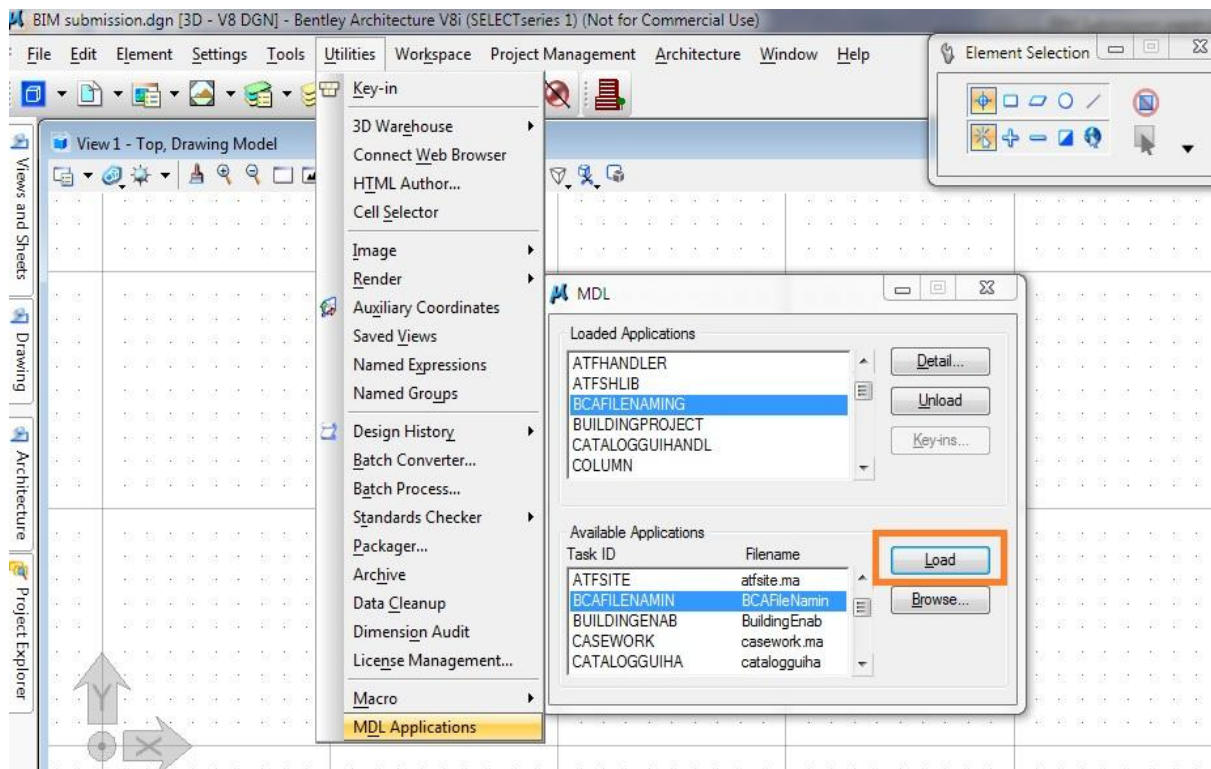 BIM submission.dgn [3D - V8 DGN] - Bentley Architecture V8i (SELECTseries 1) (Not for Commercial Use)
File Edit Element Settings Tools Utilities Workspace Project Management Architecture Window Help
Element Selection
Key-in
3D Warehouse
Connect Web Browser
HTML Author...
Cell Selector
Image
Render
Auxiliary Coordinates
Saved Views
Named Expressions
Named Groups
Design History
Batch Converter...
Batch Process...
Standards Checker
Packager...
Archive
Data Cleanup
Dimension Audit
License Management...
Macro
MDL Applications
View 1 - Top, Drawing Model
Views and Sheets
Drawing
Architecture
Project Explorer
Y
X
MDL
Loaded Applications
ATFHANDLER
ATFSHLIB
BCAFILENAMING
BUILDINGPROJECT
CATALOGGUIHANDL
COLUMN
Detail...
Unload
Key-ins...
Available Applications
Task ID Filename
ATFSITE atfsite.ma
BCAFILENAMIN BCAFileNamin
BUILDINGENAB BuildingEnab
CASEWORK casework.ma
CATALOGGUIHA catalogguiha
Load
Browse...